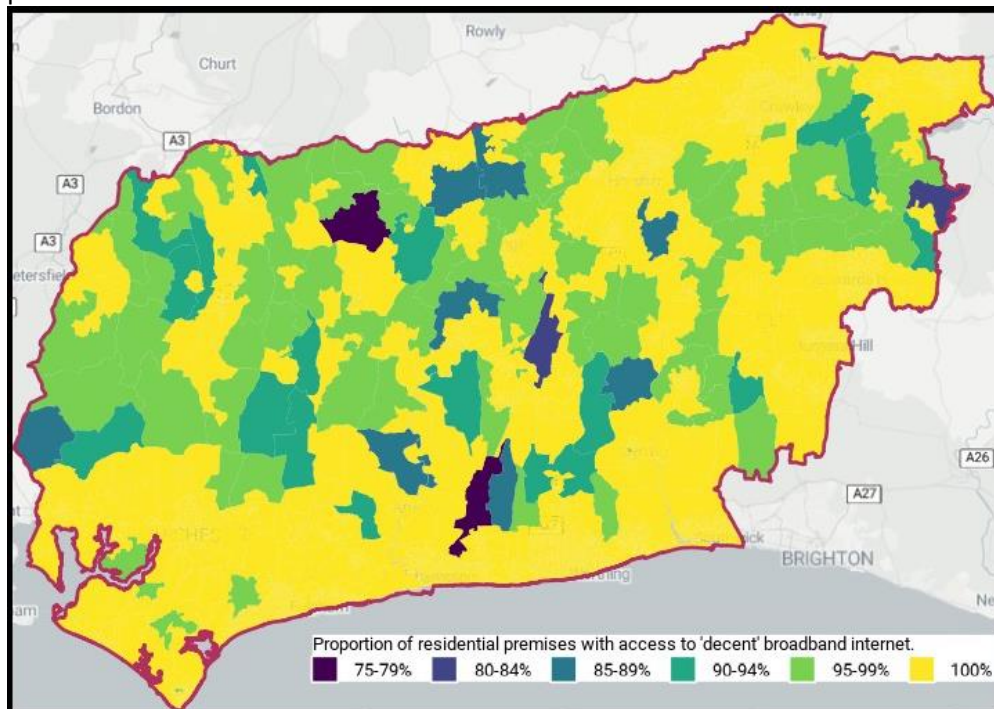 Rowly
Churt
Bordon
A3
A3
A3
etersfield
Hill
A26
A27
BRIGHTON
Proportion of residential premises with access to 'decent' broadband internet.
75-79% 80-84% 85-89% 90-94% 95-99% 100%